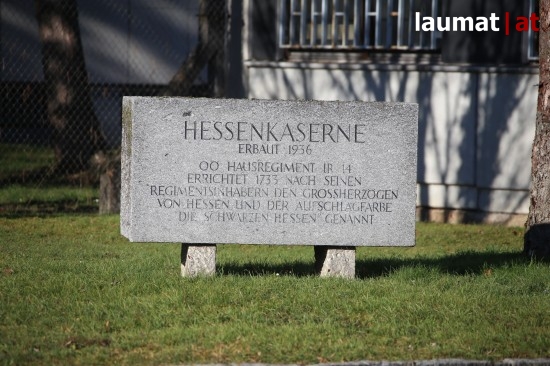 laumat|at
HESSENKASERNE
ERBAUT 1936
OÖ HAUSREGIMENT IR 14
ERRICHTET 1733 NACH SEINEN
REGIMENTSINHABERN DEN GROSSHERZÖGEN
VON HESSEN UND DER AUFSCHLAGFARBE
DIE SCHWARZEN HESSEN GENANNT